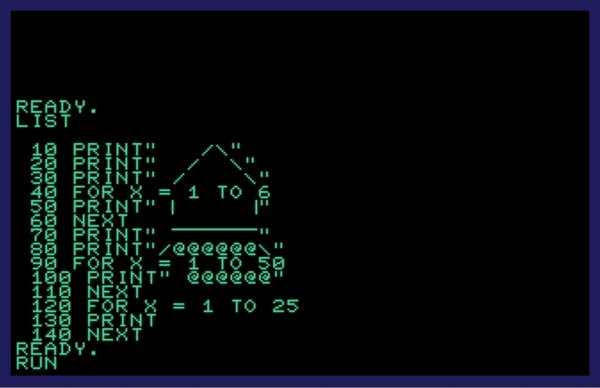 READY.
LIST

 10 PRINT"   /\"
 20 PRINT"  /  \"
 30 PRINT" /    \"
 40 FOR X = 1 TO 6
 50 PRINT" |     |"
 60 NEXT
 70 PRINT" ──────"
 80 PRINT"/@@@@@@\"
 90 FOR X = 1 TO 50
 100 PRINT" @@@@@@"
 110 NEXT
 120 FOR X = 1 TO 25
 130 PRINT
 140 NEXT
READY.
RUN